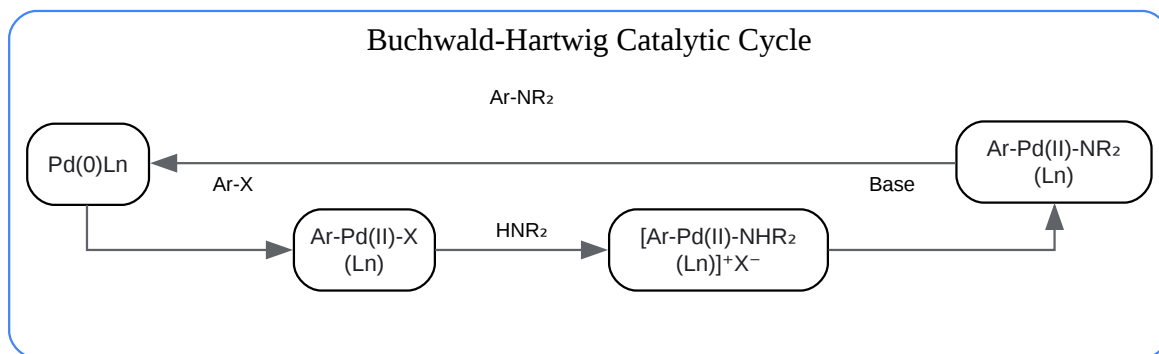 Buchwald-Hartwig Catalytic Cycle
Ar-NR₂
Pd(0)Ln
Ar-Pd(II)-NR₂
(Ln)
Ar-X
Base
Ar-Pd(II)-X
(Ln)
HNR₂
[Ar-Pd(II)-NHR₂
(Ln)]⁺X⁻